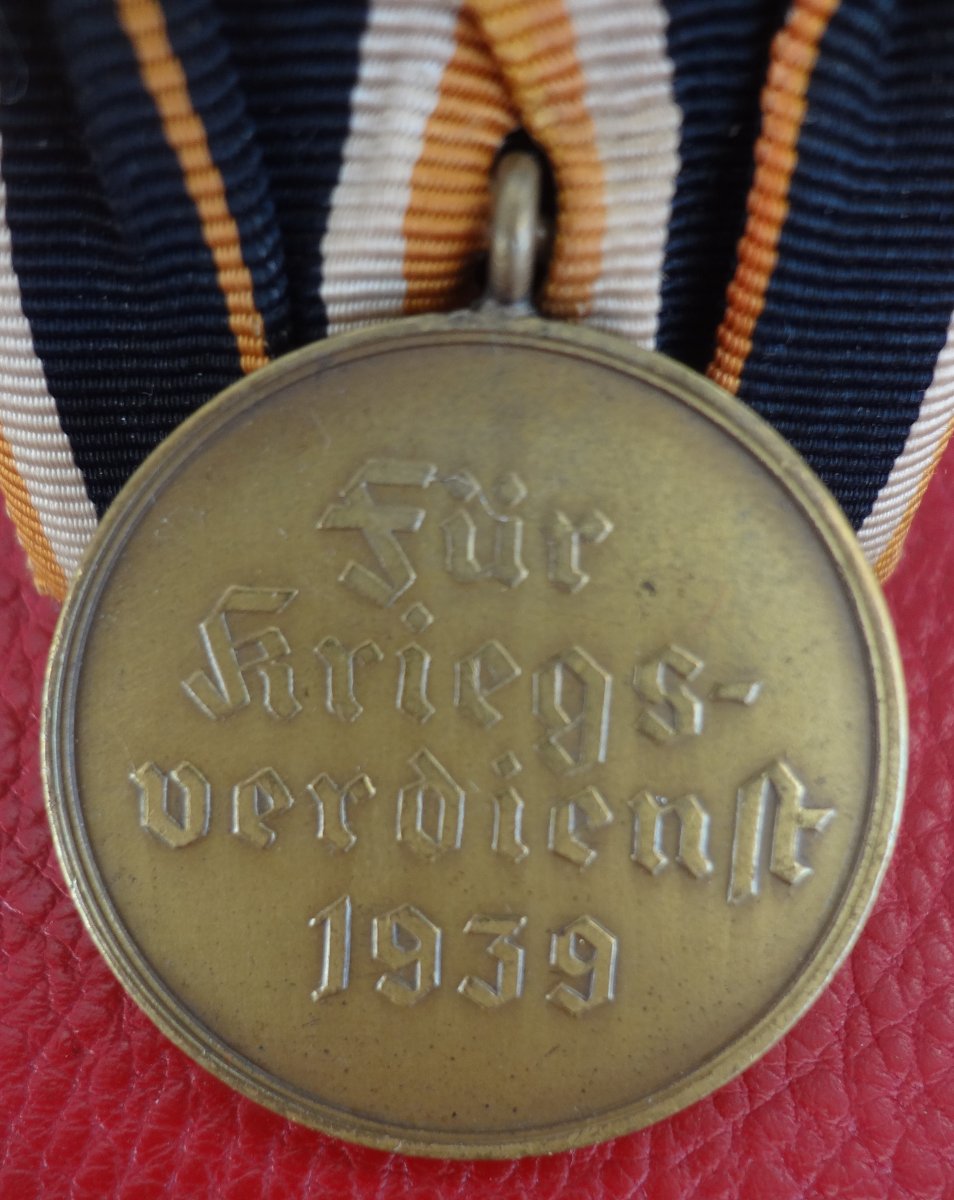 Für
Kriegs-
verdienst
1939